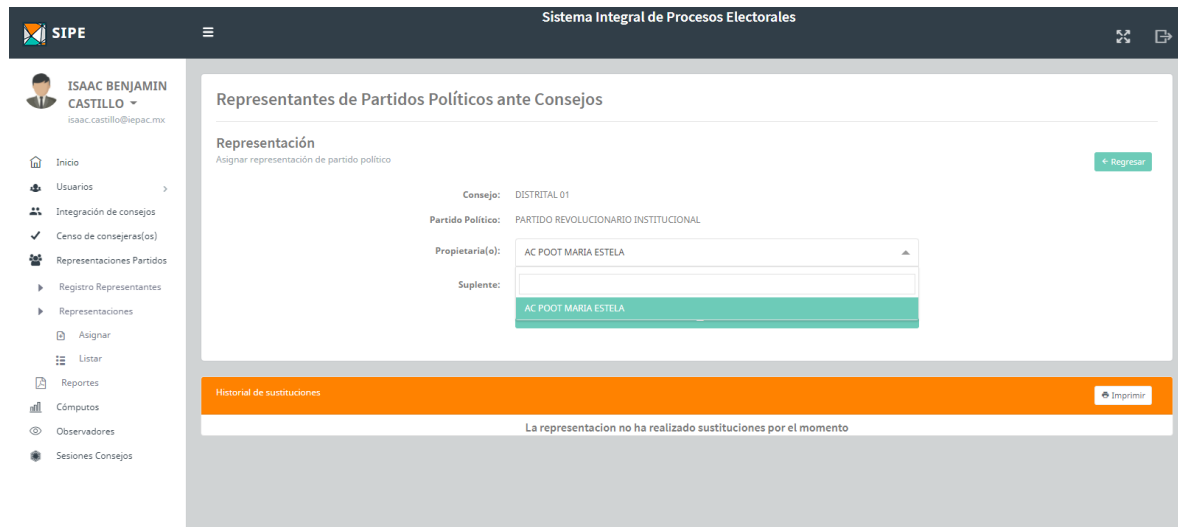 Sistema Integral de Procesos Electorales
SIPE
ISAAC BENJAMIN
CASTILLO
isaac.castillo@iepac.mx
Inicio
Usuarios
Integración de consejos
Censo de consejeras(os)
Representaciones Partidos
Registro Representantes
Representaciones
Asignar
Listar
Reportes
Cómputos
Observadores
Sesiones Consejos
Representantes de Partidos Políticos ante Consejos
Representación
Asignar representación de partido político
Regresar
Consejo: DISTRITAL 01
Partido Político: PARTIDO REVOLUCIONARIO INSTITUCIONAL
Propietaria(o): AC POOT MARIA ESTELA
Suplente:
AC POOT MARIA ESTELA
Historial de sustituciones
Imprimir
La representacion no ha realizado sustituciones por el momento